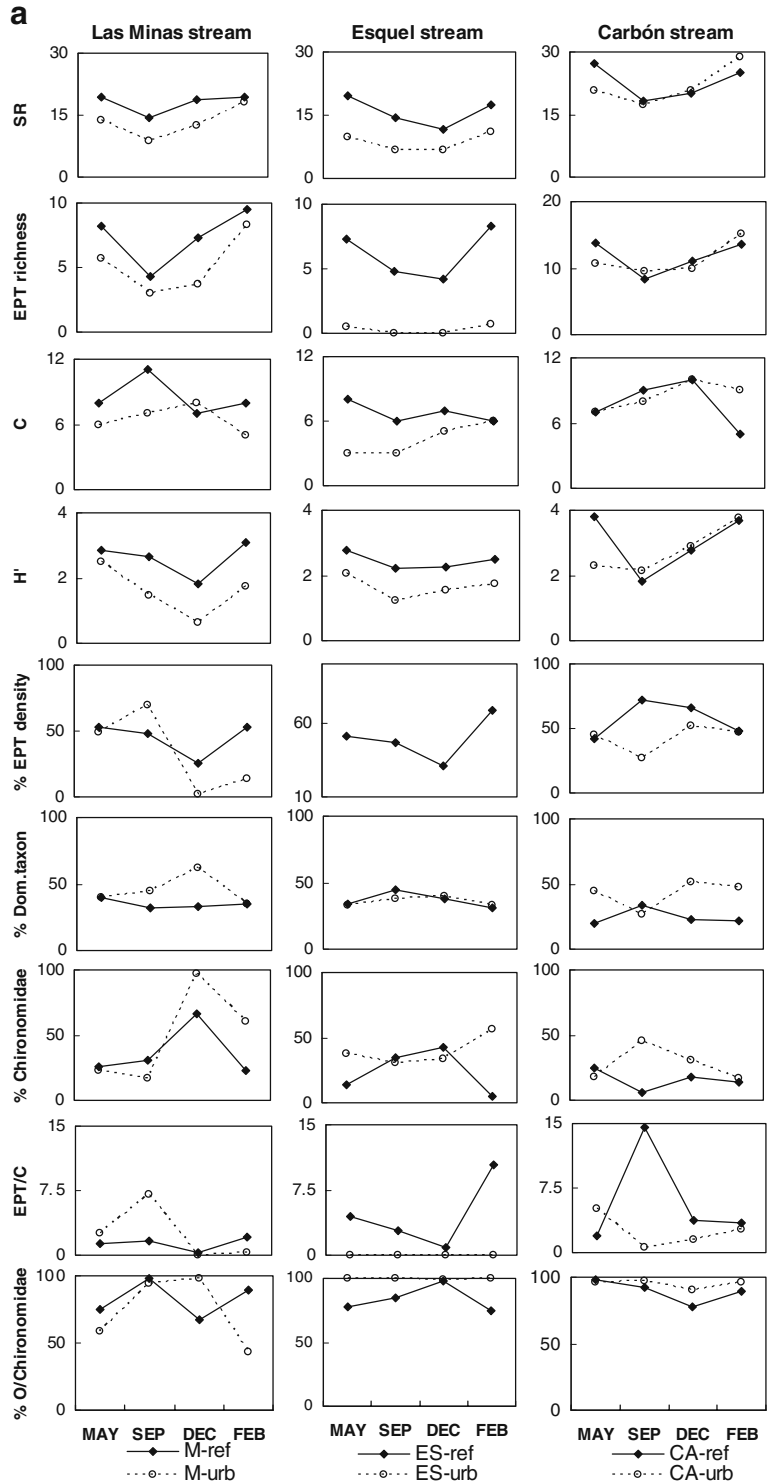 a
Las Minas stream Esquel stream Carbón stream
SR
30 30 30
15 15 15
0 0 0
EPT richness
10 10 20
5 5 10
0 0 0
C
12 12 12
6 6 6
0 0 0
H'
4 4 4
2 2 2
0 0 0
% EPT density
100 100
50 60 50
0 10 0
% Dom.taxon
100 100 100
50 50 50
0 0 0
% Chironomidae
100 100 100
50 50 50
0 0 0
EPT/C
15 15 15
7.5 7.5 7.5
0 0 0
% O/Chironomidae
100 100 100
50 50 50
0 0 0
MAY SEP DEC FEB MAY SEP DEC FEB MAY SEP DEC FEB
M-ref ES-ref CA-ref
M-urb ES-urb CA-urb